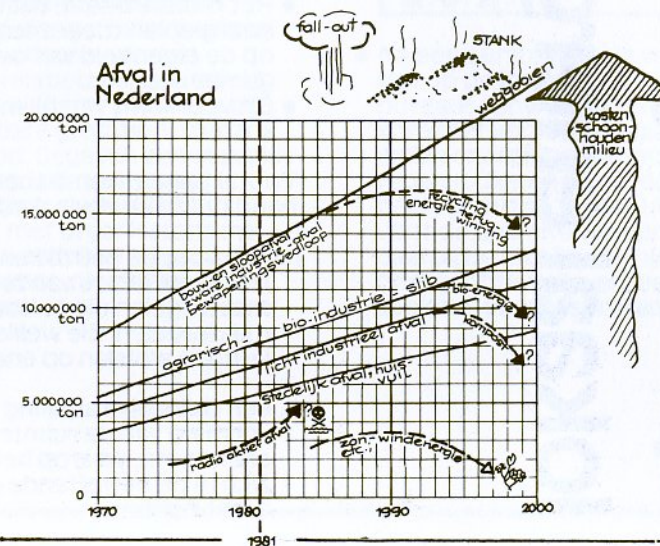 fall-out
STANK
Afval in
Nederland
wegbooien
kosten
schoon-
houden
milieu
20.000.000
ton
15.000.000
ton
10.000.000
ton
5.000.000
ton
0
recycling
energie terug-
winning
?
bouw en sloopafval
zware industrie-afval
bewapeningswedloop
agrarisch - bio-industrie - slib
bio-energie
?
licht industrieel afval
kompost
?
stedelijk afval, huis-
vuil
radio aktief afval
zon,- windenergie
etc.,
1970
1980
1990
2000
1981